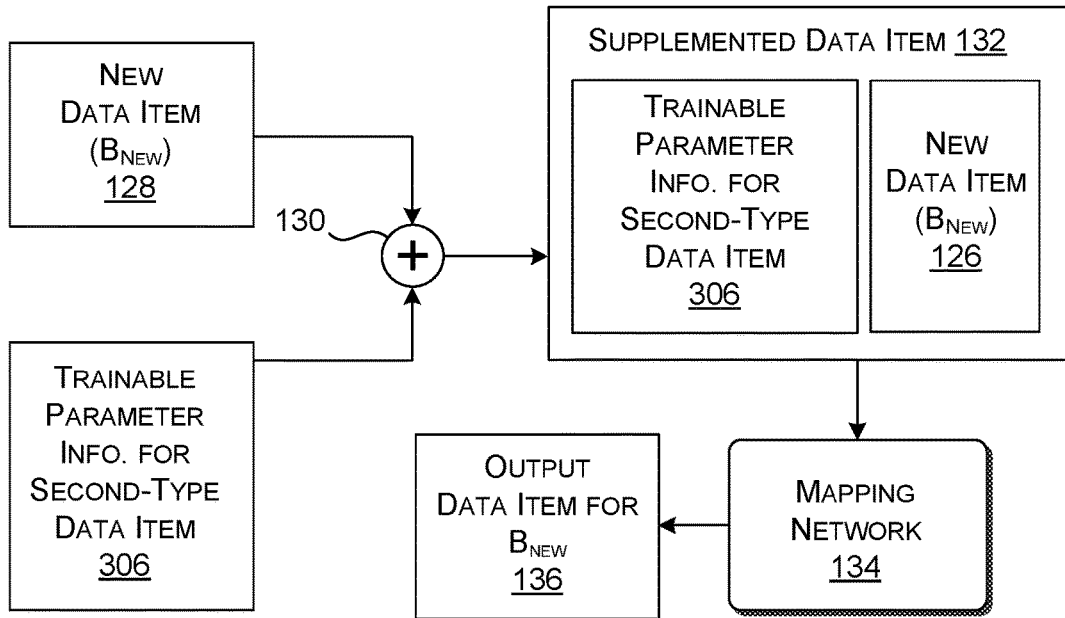 New
Data Item
(BNew)
128
130
Trainable
Parameter
Info. for
Second-Type
Data Item
306
Supplemented Data Item 132
Trainable
Parameter
Info. for
Second-Type
Data Item
306
New
Data Item
(BNew)
126
Output
Data Item for
BNew
136
Mapping
Network
134